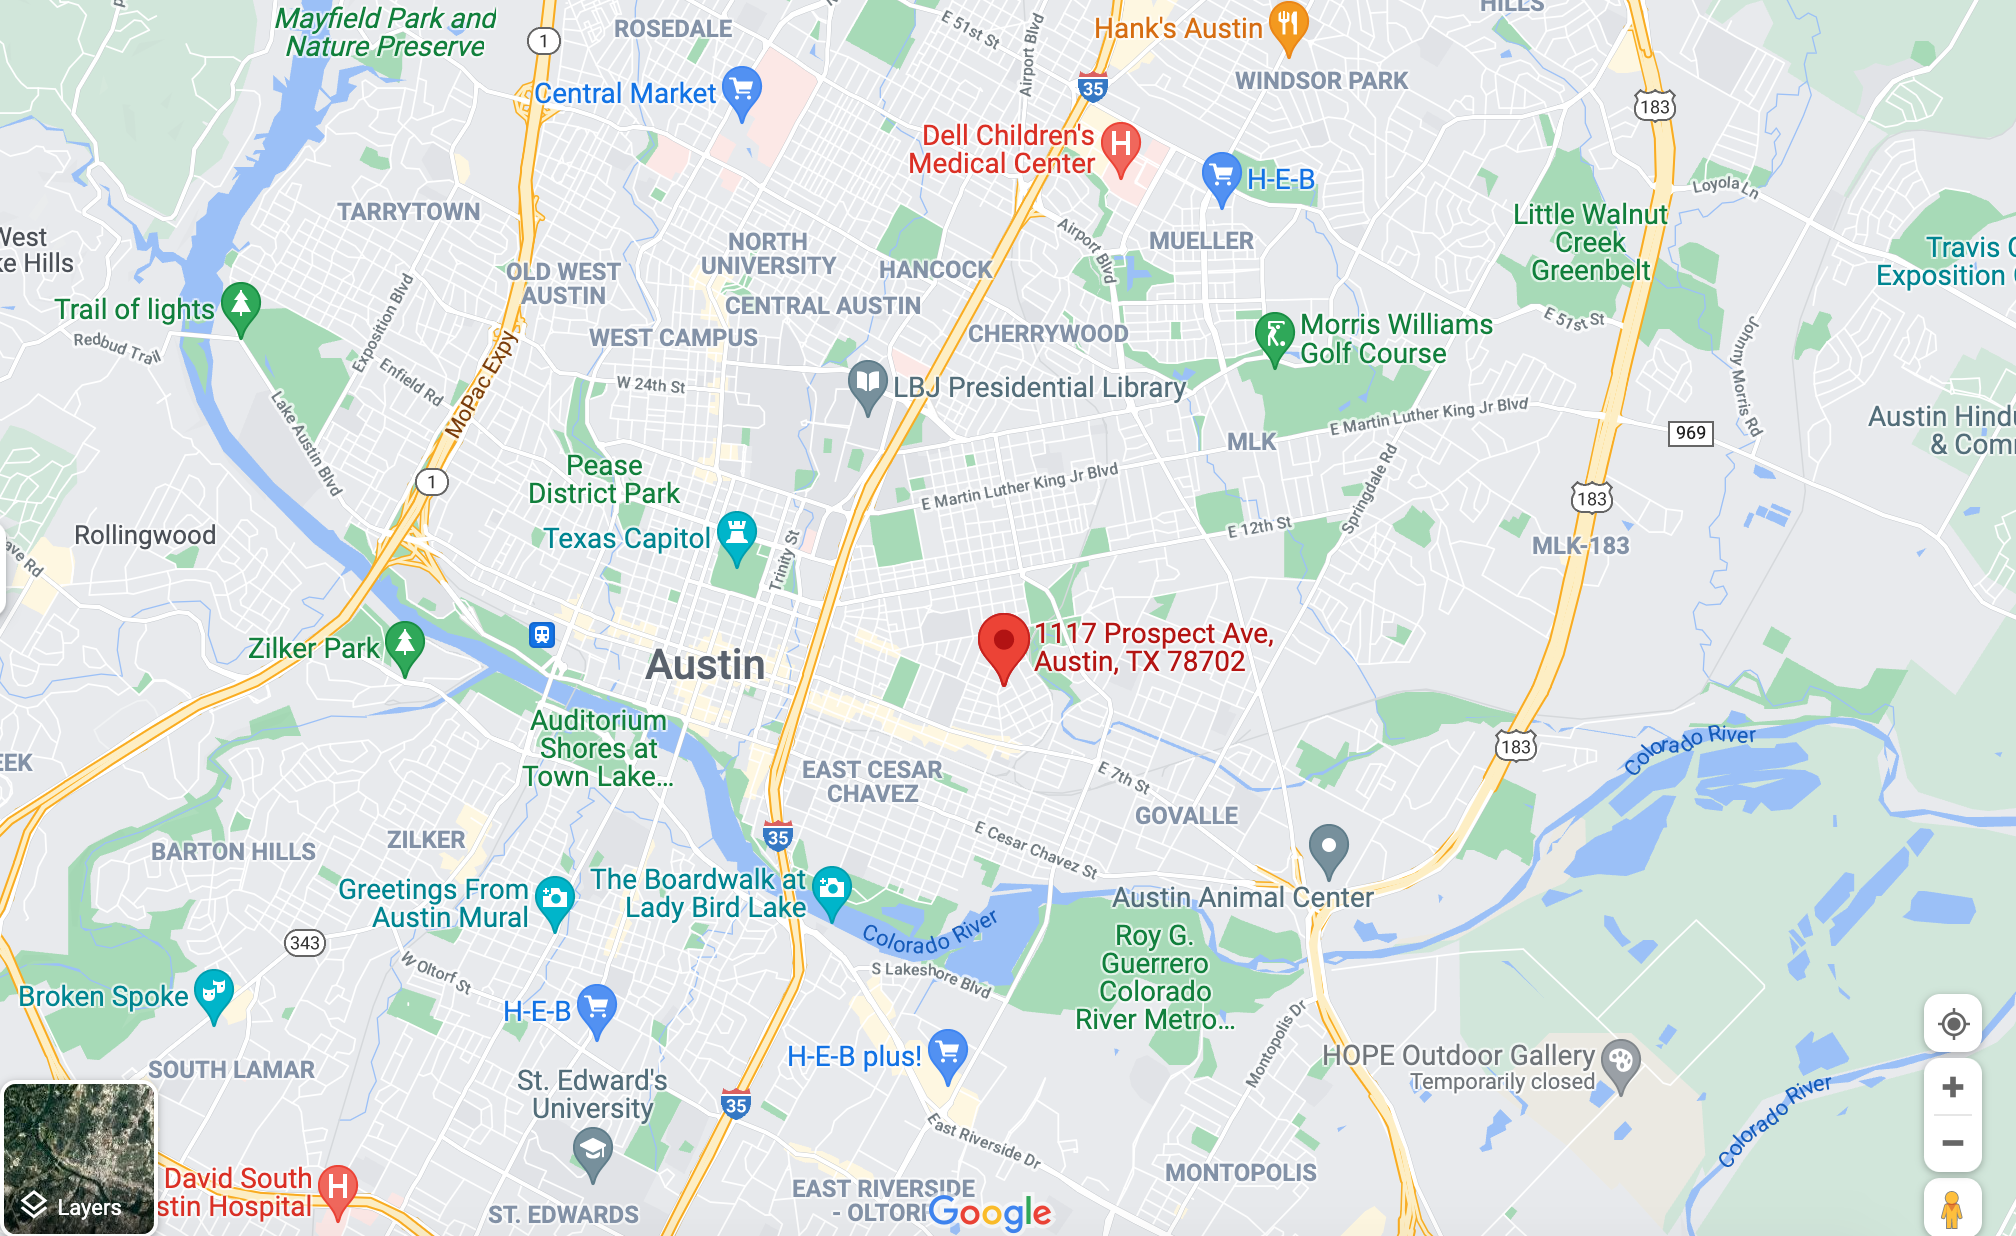 Mayfield Park and
Nature Preserve
1
ROSEDALE
E 51st St
Airport Blvd
Hank's Austin
HILLS
WINDSOR PARK
35
183
Central Market
Dell Children's
Medical Center
H-E-B
Loyola Ln
TARRYTOWN
West
ke Hills
NORTH
UNIVERSITY
HANCOCK
Airport Blvd
MUELLER
Little Walnut
Creek
Greenbelt
Travis C
Exposition
OLD WEST
AUSTIN
Trail of lights
Redbud Trail
Exposition Blvd
CENTRAL AUSTIN
WEST CAMPUS
CHERRYWOOD
Morris Williams
Golf Course
E 51st St
Johnny Morris Rd
MoPac Expy
Enfield Rd
W 24th St
LBJ Presidential Library
Lake Austin Blvd
E Martin Luther King Jr Blvd
MLK
969
Austin Hindu
& Comm
Pease
District Park
1
E Martin Luther King Jr Blvd
Springdale Rd
183
Rollingwood
ave Rd
Texas Capitol
Trinity St
E 12th St
MLK-183
Zilker Park
Austin
1117 Prospect Ave,
Austin, TX 78702
Auditorium
Shores at
Town Lake...
EEK
EAST CESAR
CHAVEZ
E 7th St
183
Colorado River
GOVALLE
ZILKER
BARTON HILLS
35
E Cesar Chavez St
Greetings From
Austin Mural
The Boardwalk at
Lady Bird Lake
Austin Animal Center
Colorado River
Roy G.
Guerrero
Colorado
River Metro...
343
W Oltorf St
S Lakeshore Blvd
Broken Spoke
H-E-B
H-E-B plus!
Montopolis Dr
HOPE Outdoor Gallery
Temporarily closed
Colorado River
SOUTH LAMAR
St. Edward's
University
35
East Riverside Dr
MONTOPOLIS
David South
stin Hospital
H
Layers
ST. EDWARDS
EAST RIVERSIDE
- OLTORF
Google